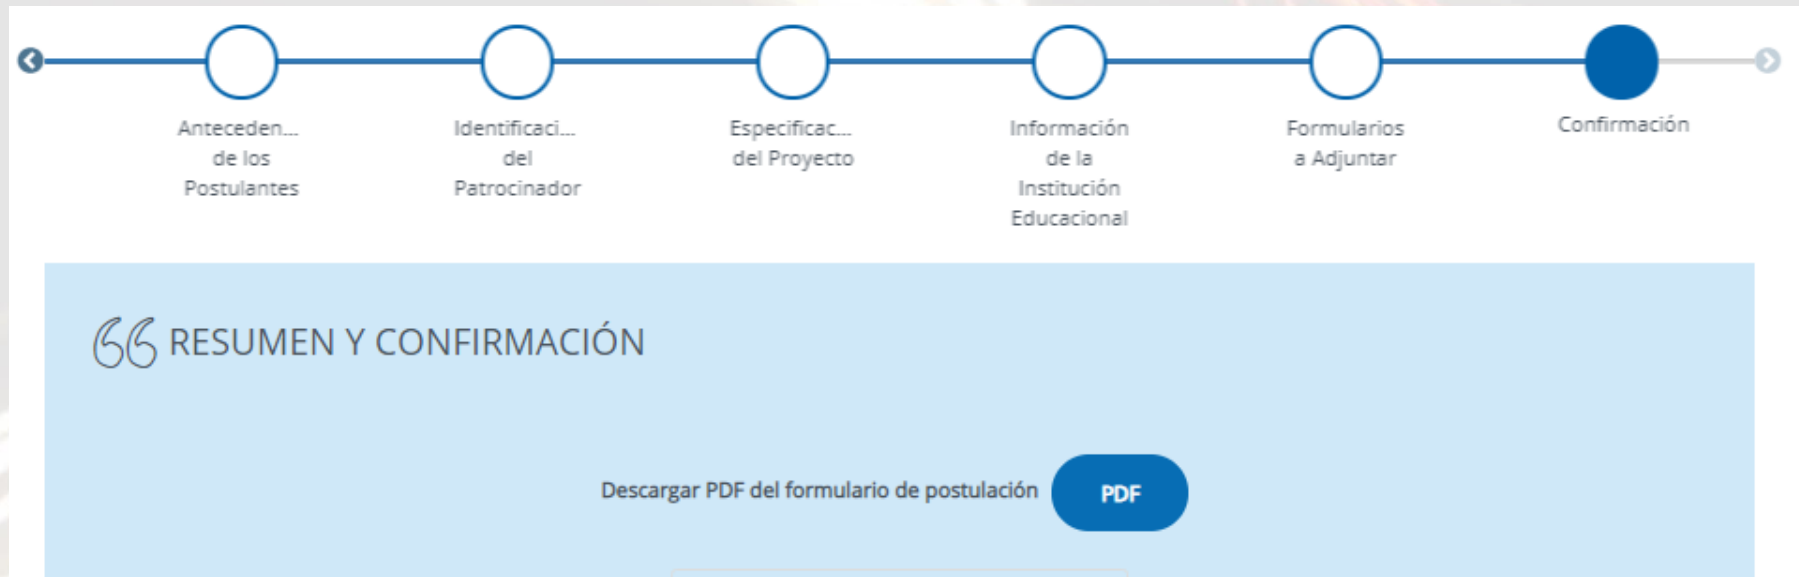 Anteceden...
de los
Postulantes
Identificaci...
del
Patrocinador
Especificac...
del Proyecto
Información
de la
Institución
Educacional
Formularios
a Adjuntar
Confirmación
RESUMEN Y CONFIRMACIÓN
Descargar PDF del formulario de postulación
PDF